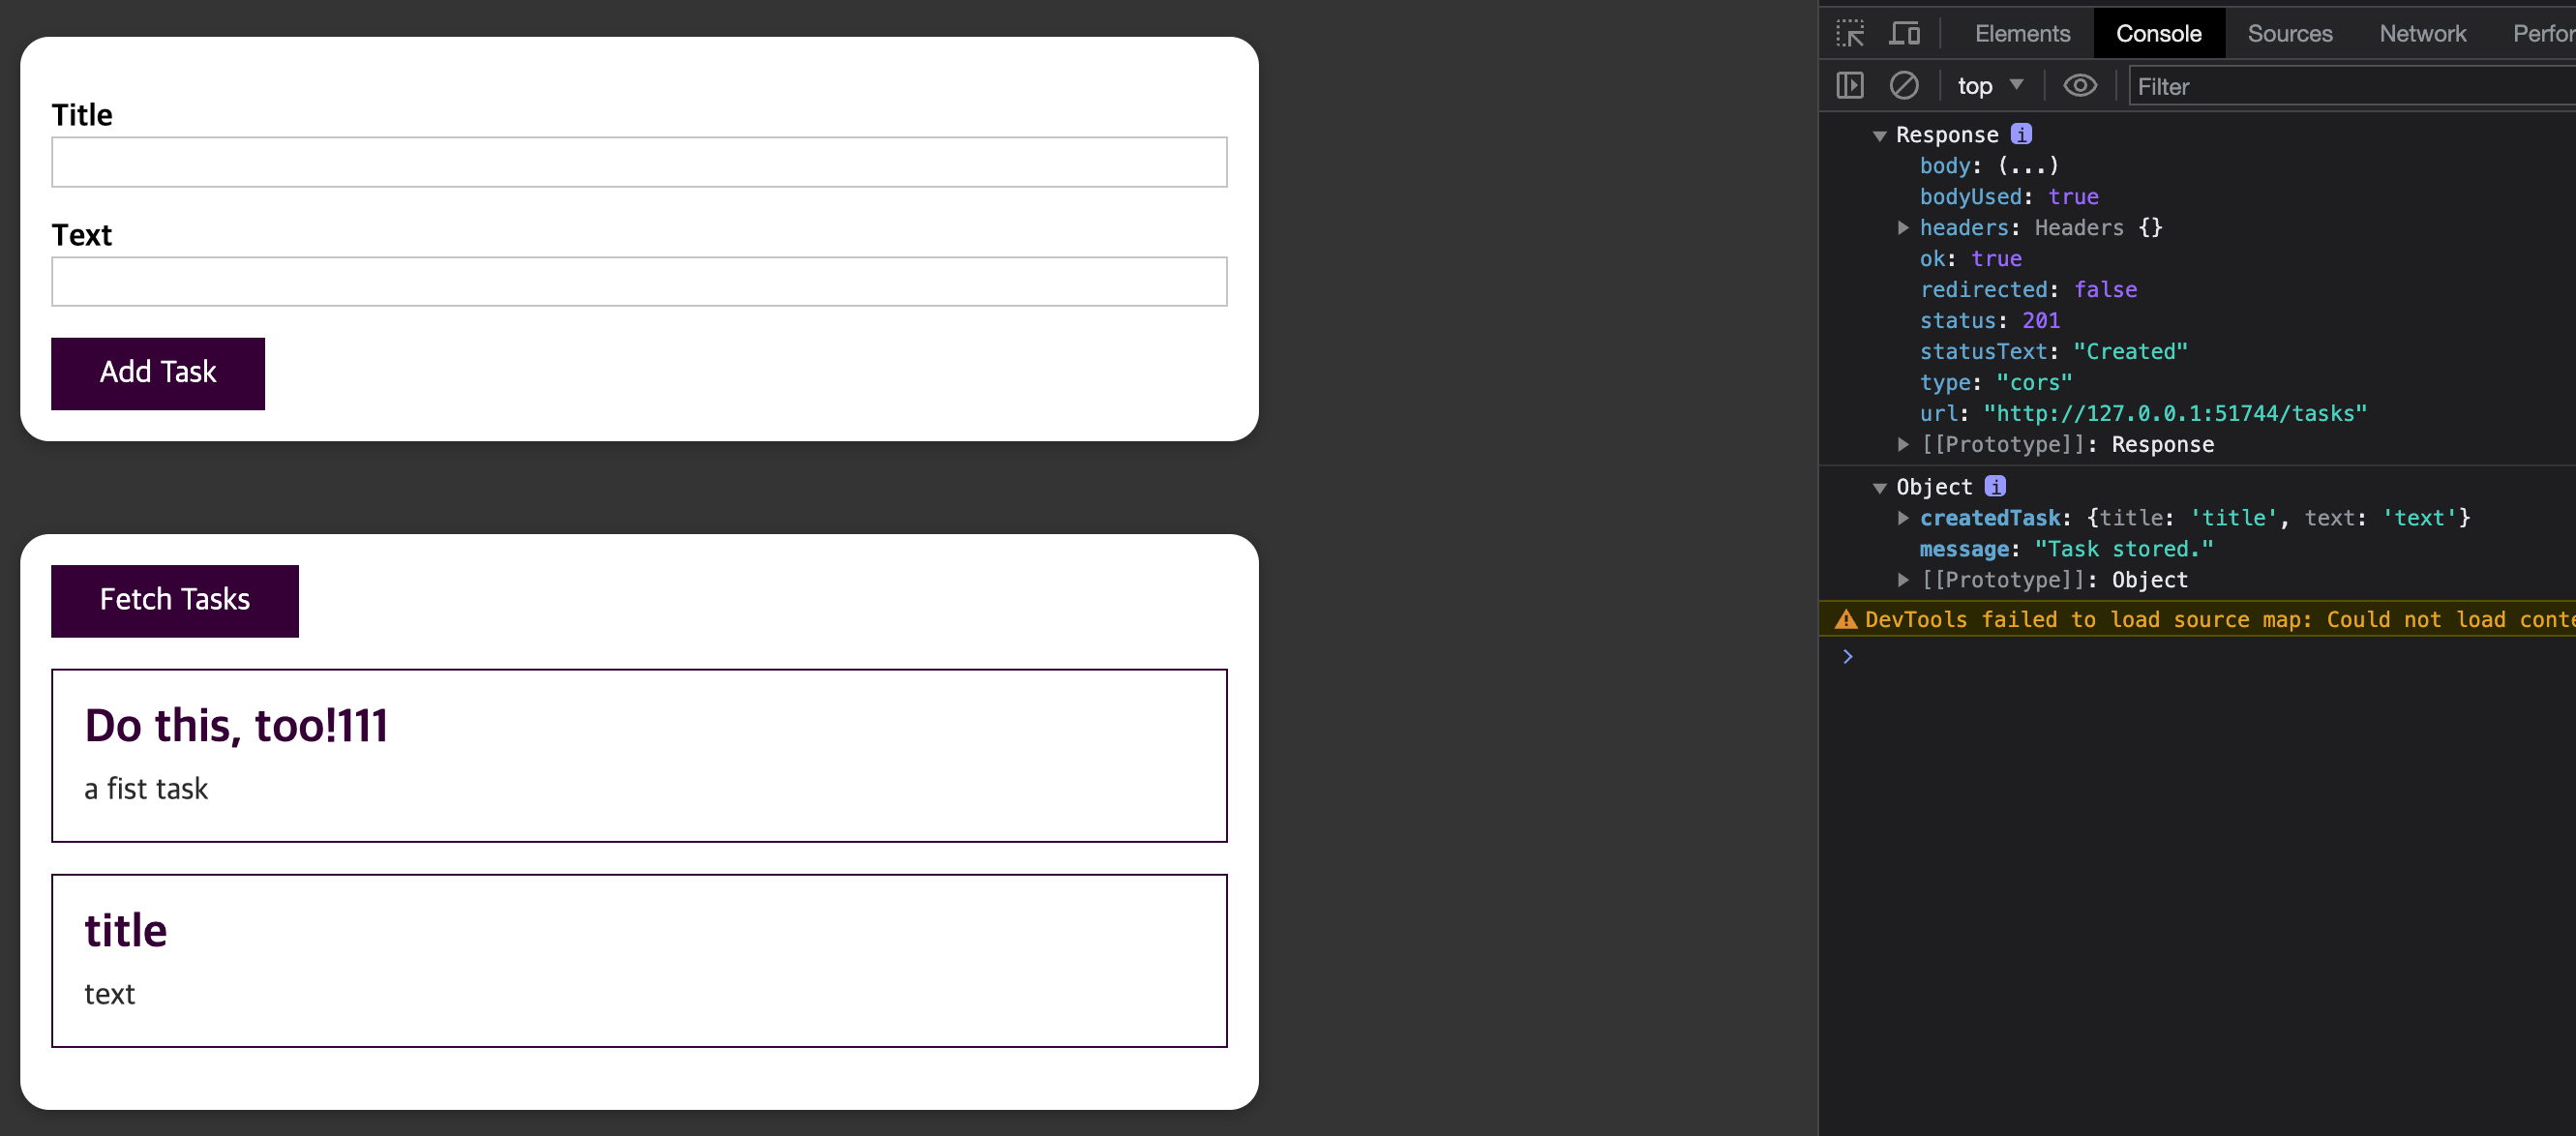 Title
Text
Add Task
Fetch Tasks
Do this, too!111
a fist task
title
text
Elements Console Sources Network Perfor
top Filter
Response i
body: (...)
bodyUsed: true
headers: Headers {}
ok: true
redirected: false
status: 201
statusText: "Created"
type: "cors"
url: "http://127.0.0.1:51744/tasks"
[[Prototype]]: Response
Object i
createdTask: {title: 'title', text: 'text'}
message: "Task stored."
[[Prototype]]: Object
DevTools failed to load source map: Could not load conte